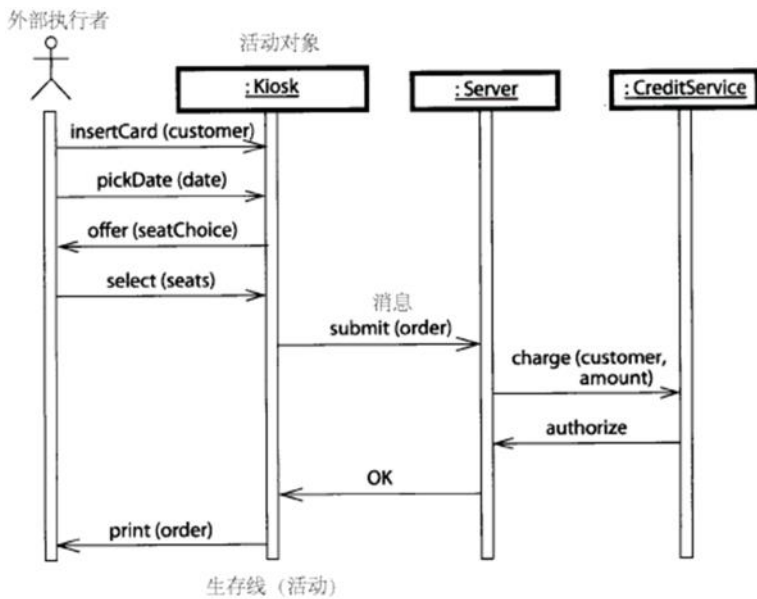 外部执行者
活动对象
: Kiosk
: Server
: CreditService
insertCard (customer)
pickDate (date)
offer (seatChoice)
select (seats)
消息
submit (order)
charge (customer,
amount)
authorize
OK
print (order)
生存线（活动）